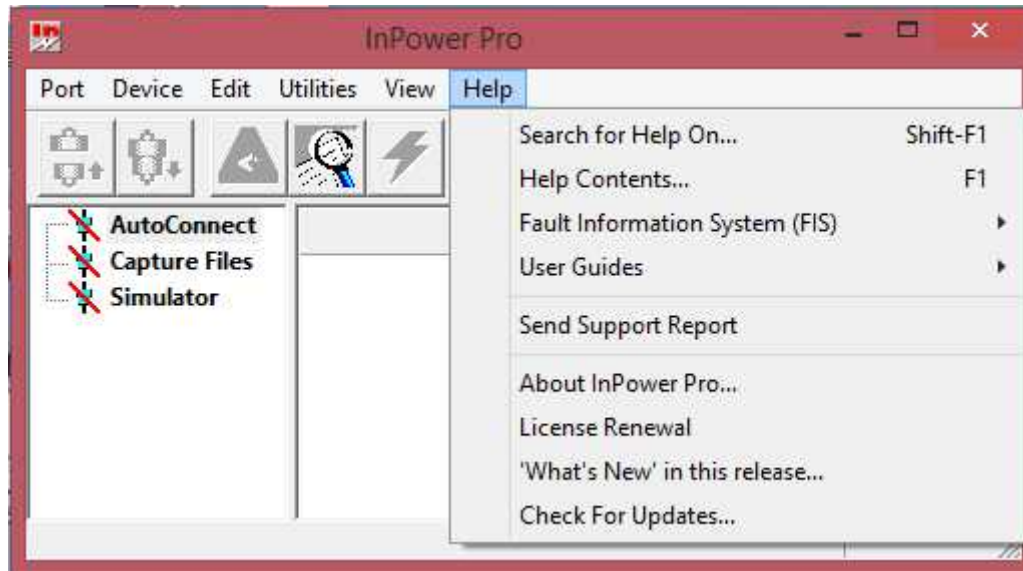 InPower Pro
Port Device Edit Utilities View Help
Search for Help On... Shift-F1
Help Contents... F1
Fault Information System (FIS)
User Guides
Send Support Report
About InPower Pro...
License Renewal
'What's New' in this release...
Check For Updates...
AutoConnect
Capture Files
Simulator